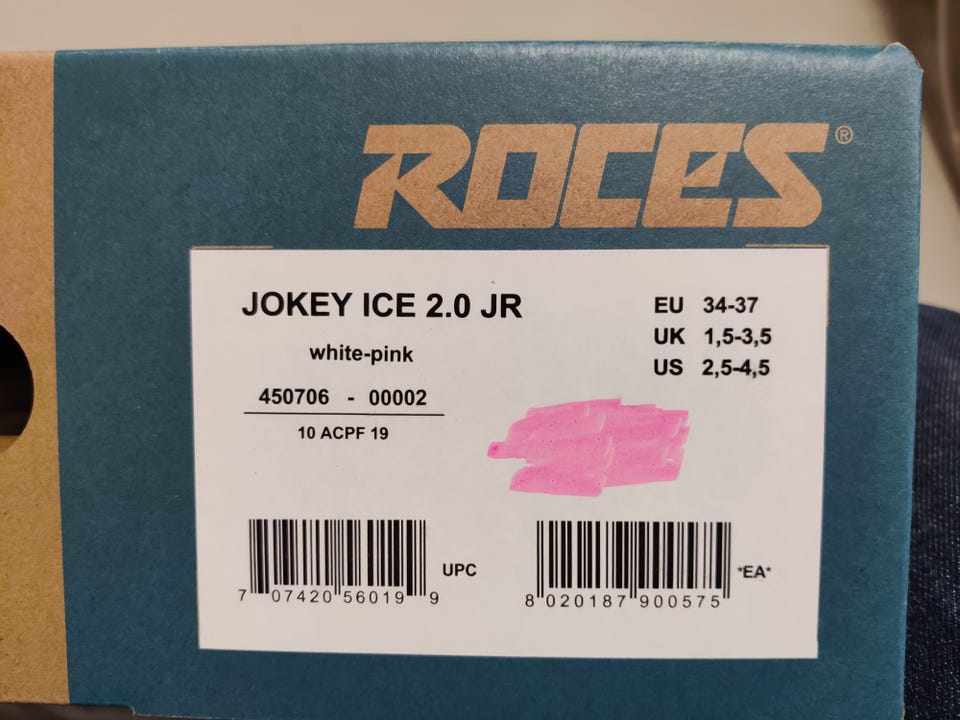 ROCES®
JOKEY ICE 2.0 JR
white-pink
450706 - 00002
10 ACPF 19
EU 34-37
UK 1,5-3,5
US 2,5-4,5
7 07420 56019 9
UPC
8 020187 900575
*EA*